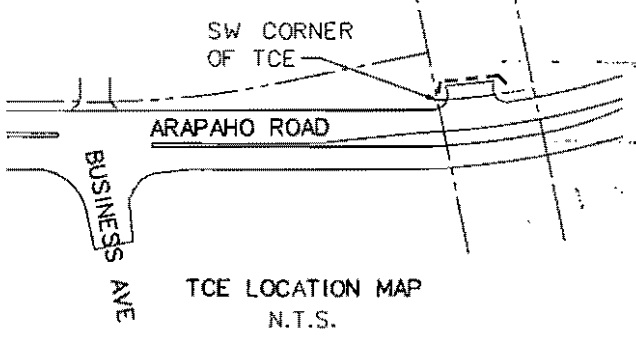 SW CORNER
OF TCE
ARAPAHO ROAD
BUSINESS AVE
TCE LOCATION MAP
N.T.S.